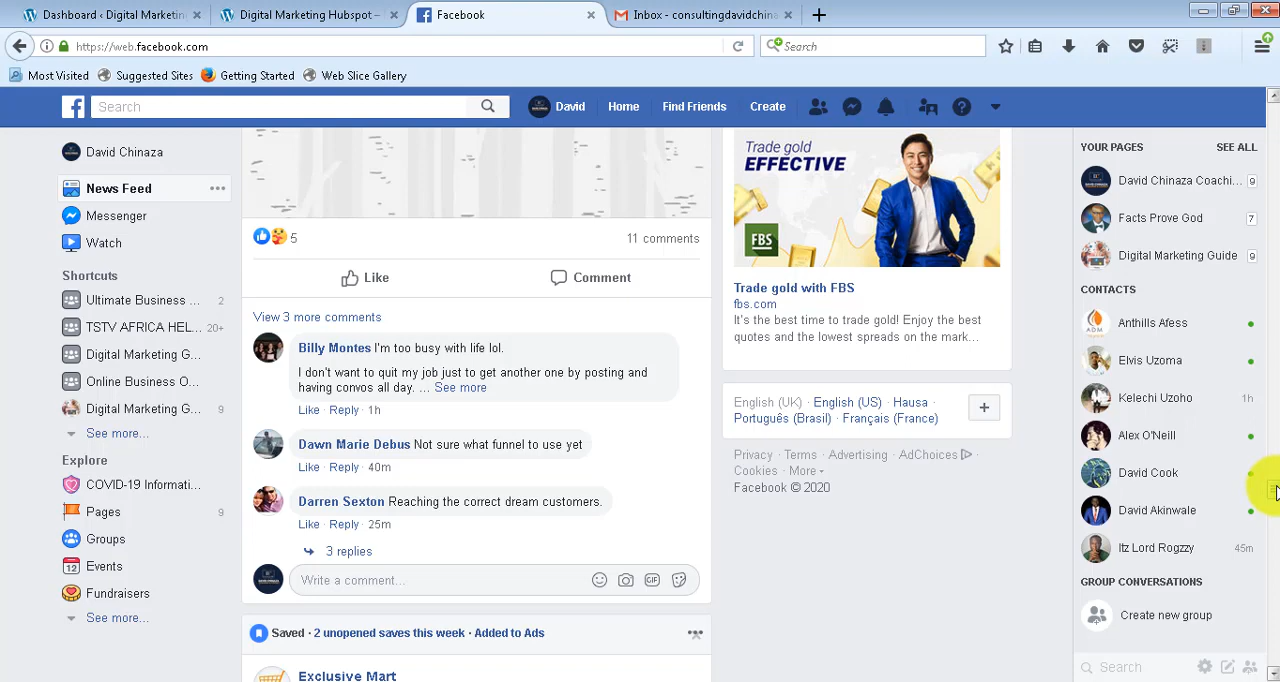 Dashboard ‹ Digital Marketin
Digital Marketing Hubspot –
Facebook
Inbox - consultingdavidchina
https://web.facebook.com
Search
Most Visited
Suggested Sites
Getting Started
Web Slice Gallery
Search
David
Home
Find Friends
Create
David Chinaza
News Feed
Messenger
Watch
Shortcuts
Ultimate Business ... 2
TSTV AFRICA HEL... 20+
Digital Marketing G...
Online Business O...
Digital Marketing G... 9
See more...
Explore
COVID-19 Informati...
Pages 9
Groups
12 Events
Fundraisers
See more...
5
11 comments
Like
Comment
View 3 more comments
Billy Montes I'm too busy with life lol.
I don't want to quit my job just to get another one by posting and
having convos all day. ... See more
Like · Reply · 1h
Dawn Marie Debus Not sure what funnel to use yet
Like · Reply · 40m
Darren Sexton Reaching the correct dream customers.
Like · Reply · 25m
3 replies
Write a comment...
GIF
Saved · 2 unopened saves this week · Added to Ads
Exclusive Mart
Trade gold
EFFECTIVE
FBS
Trade gold with FBS
fbs.com
It's the best time to trade gold! Enjoy the best
quotes and the lowest spreads on the mark...
English (UK) · English (US) · Hausa ·
Português (Brasil) · Français (France)
Privacy · Terms · Advertising · AdChoices ·
Cookies · More
Facebook © 2020
YOUR PAGES
SEE ALL
David Chinaza Coachi... 9
Facts Prove God 7
Digital Marketing Guide 9
CONTACTS
Anthills Afess
Elvis Uzoma
Kelechi Uzoho 1h
Alex O'Neill
David Cook
David Akinwale
Itz Lord Rogzzy 45m
GROUP CONVERSATIONS
Create new group
Search